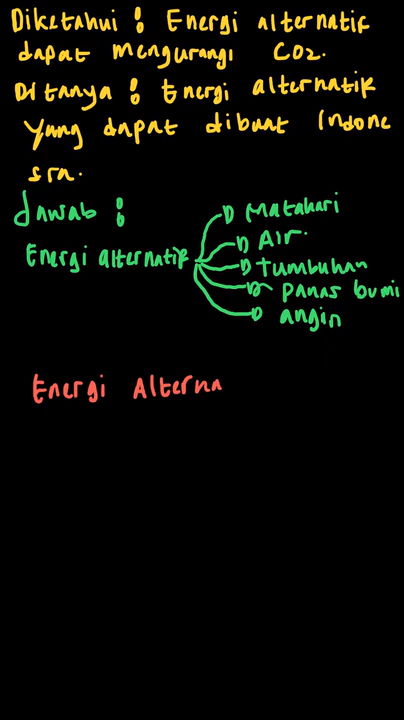 Diketahui : Energi alternatif
dapat mengurangi CO2.
Ditanya : Energi alternatif
yang dapat dibuat Indone
sia.
Jawab :
Energi alternatif
Matahari
Air.
Tumbuhan
panas bumi
angin
Energi Alterna